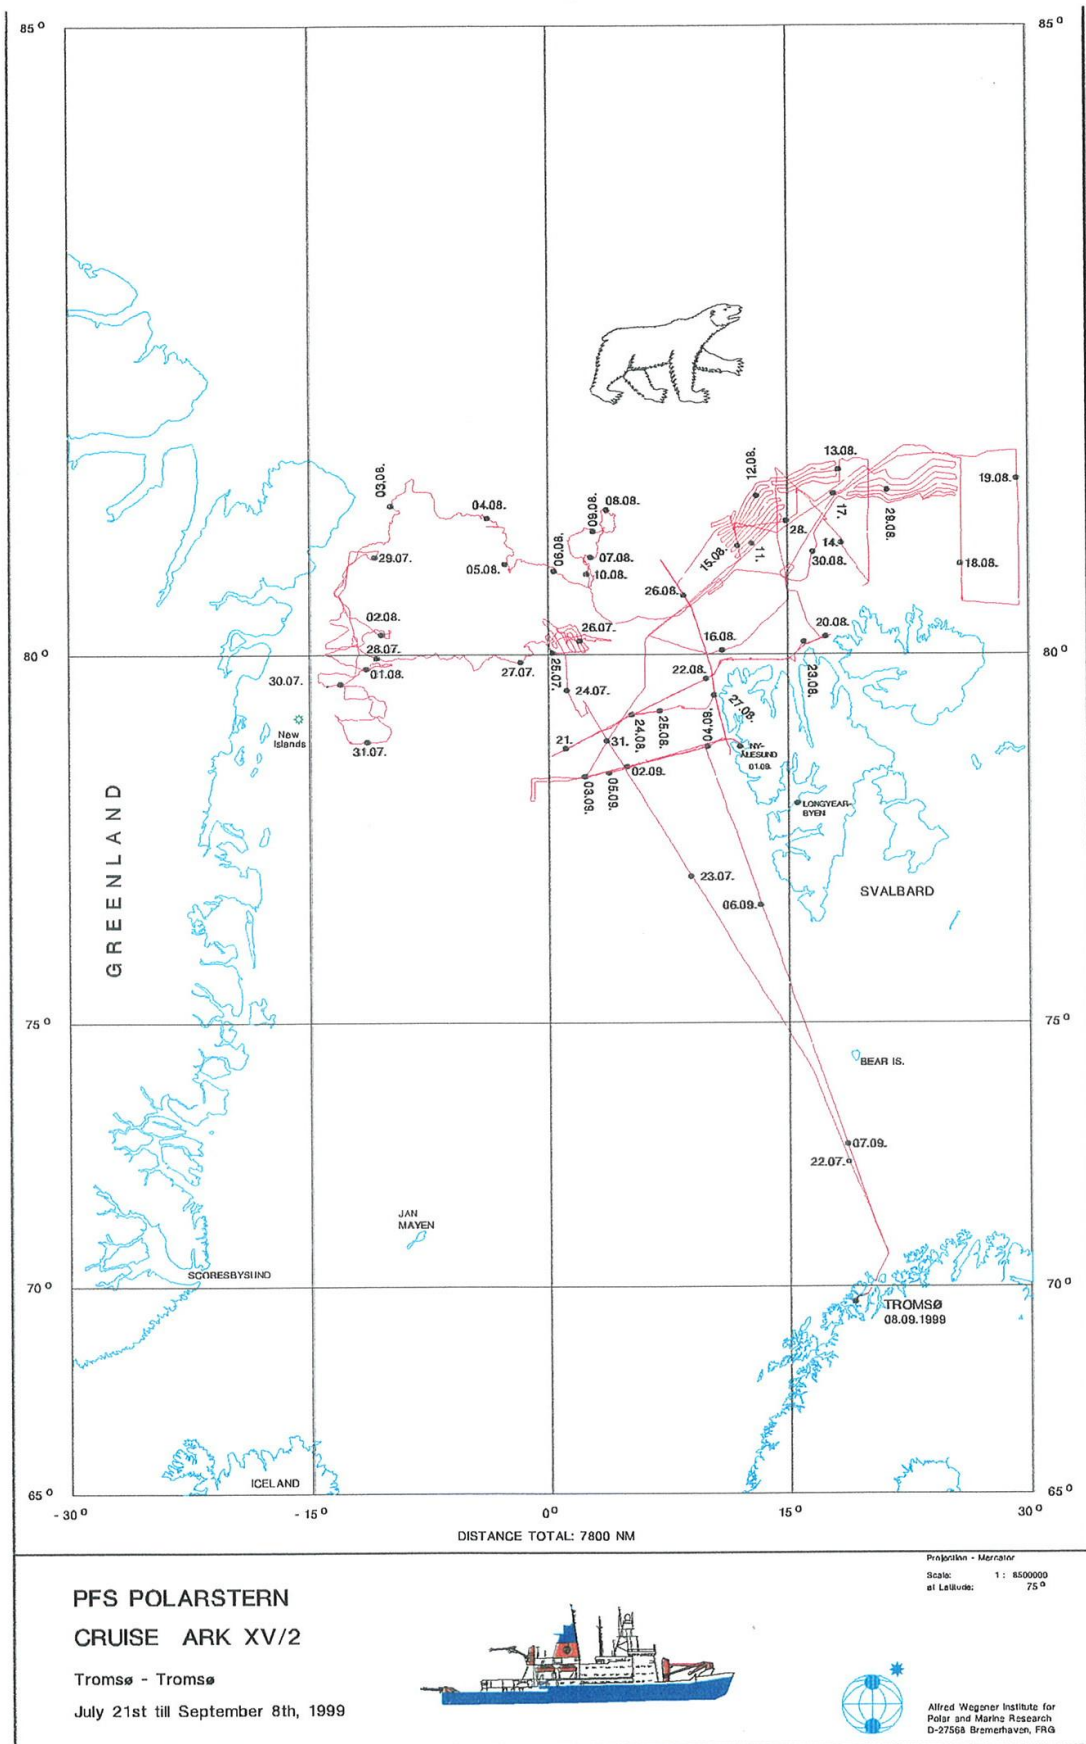 85°
85°
13.08.
12.08.
19.08.
03.08.
04.08.
08.08.
09.08.
17.
29.08.
28.
06.08.
29.07.
07.08.
15.08.
11.
14.
30.08.
05.08.
10.08.
18.08.
26.08.
02.08.
26.07.
20.08.
28.07.
16.08.
80°
80°
01.08.
27.07.
25.07.
22.08.
23.08.
30.07.
24.07.
27.08.
New
Islands
24.08.
25.08.
04.09.
21.
31.
31.07.
NY-
ÅLESUND
01.09.
02.09.
03.09.
05.09.
LONGYEAR-
BYEN
GREENLAND
23.07.
SVALBARD
06.09.
75°
75°
BEAR IS.
07.09.
22.07.
JAN
MAYEN
SCORESBYSUND
70°
70°
TROMSØ
08.09.1999
ICELAND
65°
65°
- 30°
- 15°
0°
15°
30°
DISTANCE TOTAL: 7800 NM
Projection - Mercator
Scale: 1 : 8500000
at Latitude: 75°
PFS POLARSTERN
CRUISE ARK XV/2
Tromsø - Tromsø
July 21st till September 8th, 1999
Alfred Wegener Institute for
Polar and Marine Research
D-27568 Bremerhaven, FRG